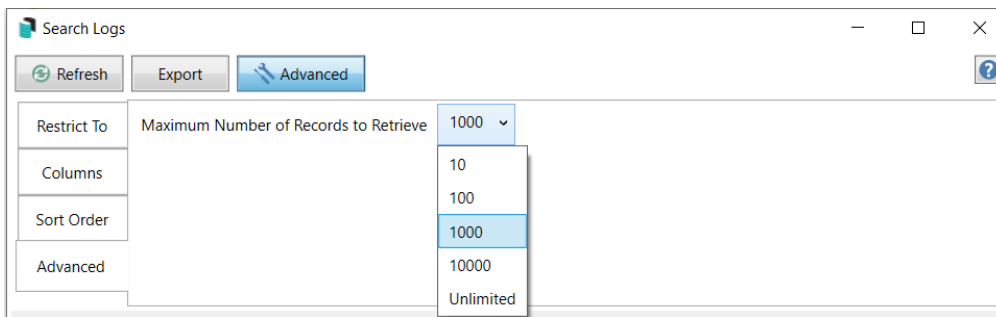 Search Logs
Refresh Export Advanced ?
Restrict To
Maximum Number of Records to Retrieve 1000
Columns
Sort Order
Advanced
10
100
1000
10000
Unlimited